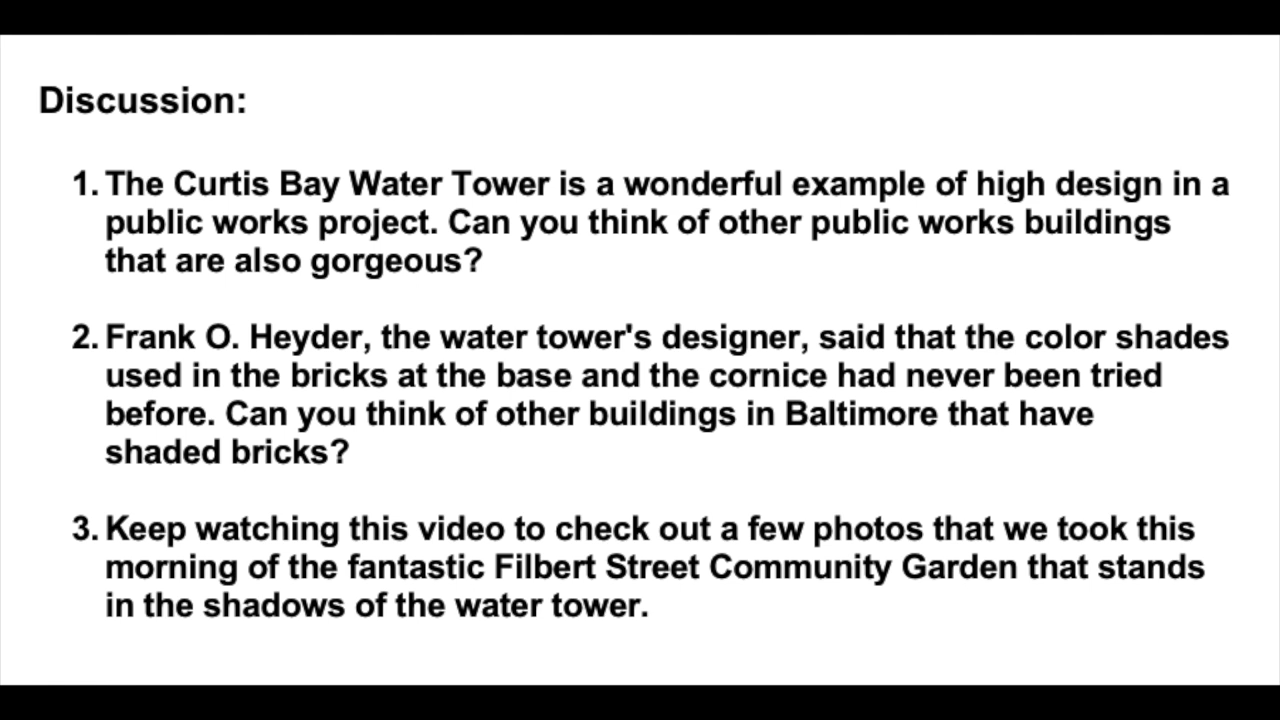 Discussion:
1. The Curtis Bay Water Tower is a wonderful example of high design in a
public works project. Can you think of other public works buildings
that are also gorgeous?
2. Frank O. Heyder, the water tower's designer, said that the color shades
used in the bricks at the base and the cornice had never been tried
before. Can you think of other buildings in Baltimore that have
shaded bricks?
3. Keep watching this video to check out a few photos that we took this
morning of the fantastic Filbert Street Community Garden that stands
in the shadows of the water tower.